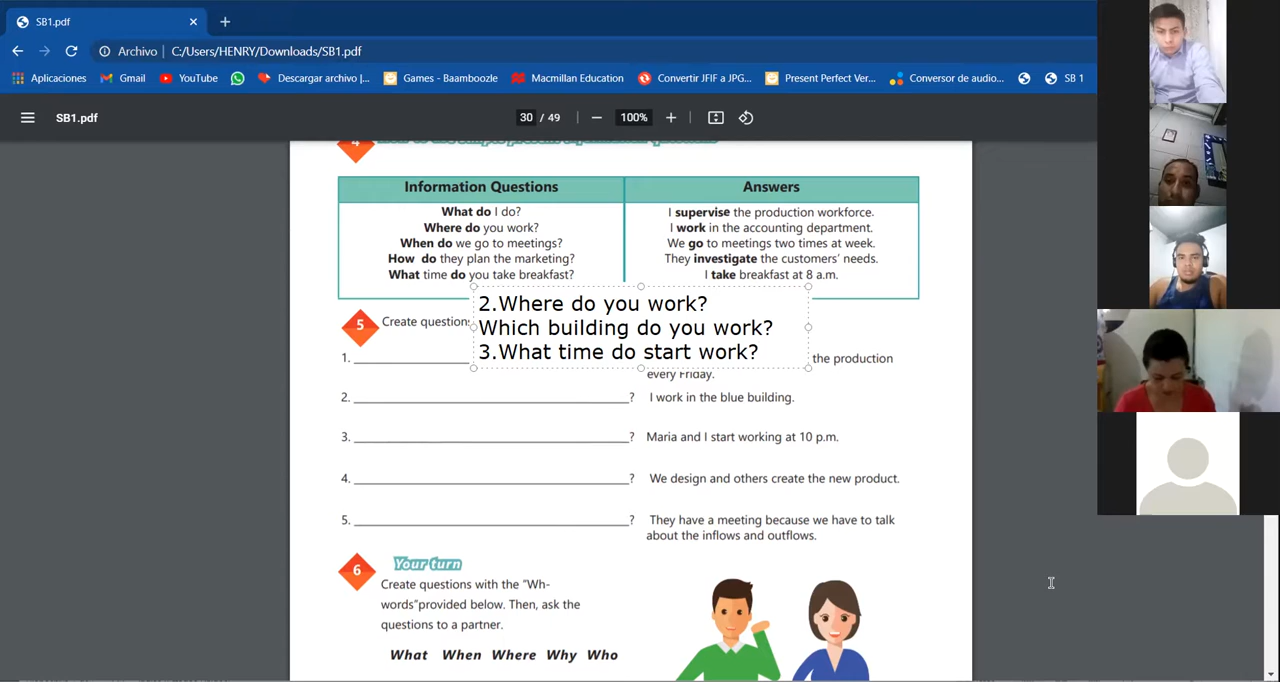 SB1.pdf
Archivo C:/Users/HENRY/Downloads/SB1.pdf
Aplicaciones Gmail YouTube Descargar archivo |... Games - Baamboozle Macmillan Education Convertir JFIF a JPG... Present Perfect Ver... Conversor de audio... SB 1
SB1.pdf 30 / 49 100%
4
Information Questions Answers
What do I do? I supervise the production workforce.
Where do you work? I work in the accounting department.
When do we go to meetings? We go to meetings two times at week.
How do they plan the marketing? They investigate the customers' needs.
What time do you take breakfast? I take breakfast at 8 a.m.
2.Where do you work?
Which building do you work?
3.What time do start work?
5 Create question
1. the production
every Friday.
2. ? I work in the blue building.
3. ? Maria and I start working at 10 p.m.
4. ? We design and others create the new product.
5. ? They have a meeting because we have to talk
about the inflows and outflows.
6 Your turn
Create questions with the "Wh-
words"provided below. Then, ask the
questions to a partner.
What When Where Why Who